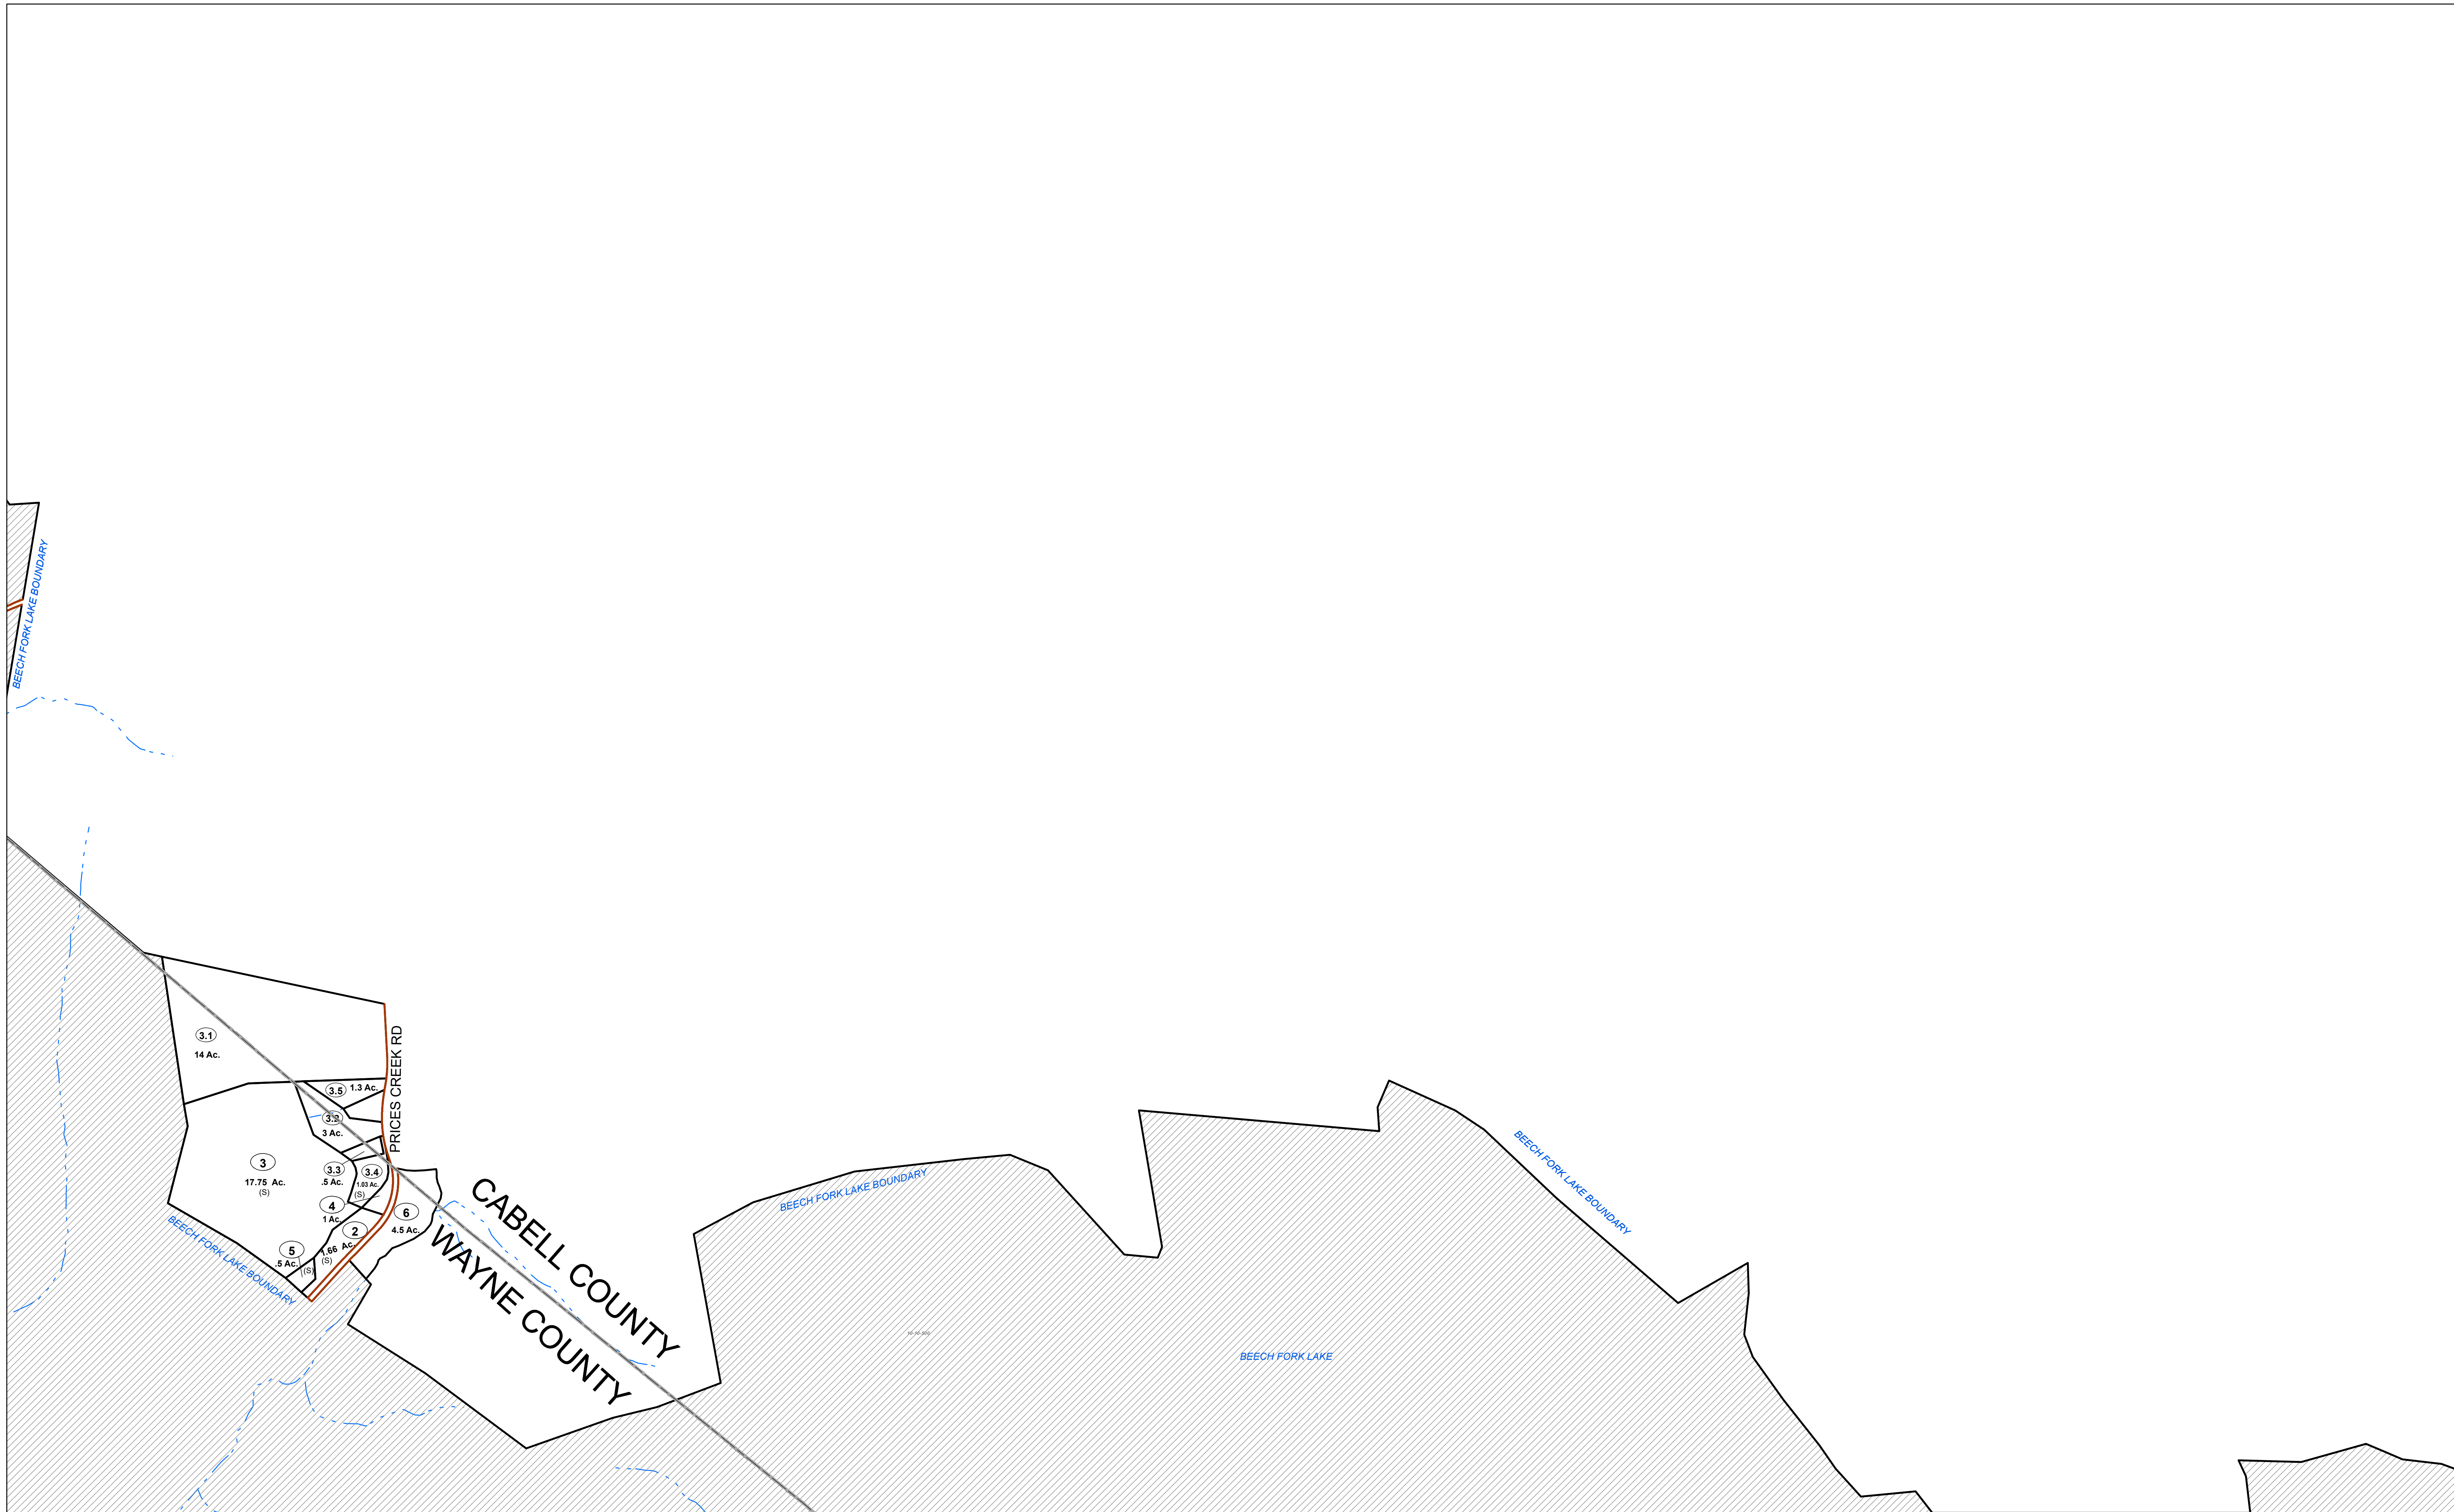 BEECH FORK LAKE BOUNDARY
3.1
14 Ac.
PRICES CREEK RD
3.5 1.3 Ac.
3.2
3 Ac.
3
17.75 Ac.
(S)
3.3
.5 Ac.
3.4
1.03 Ac.
(S)
4
1 Ac.
2
1.66 Ac.
(S)
5
.5 Ac.
(S)
6
4.5 Ac.
BEECH FORK LAKE BOUNDARY
CABELL COUNTY
WAYNE COUNTY
BEECH FORK LAKE BOUNDARY
BEECH FORK LAKE BOUNDARY
BEECH FORK LAKE